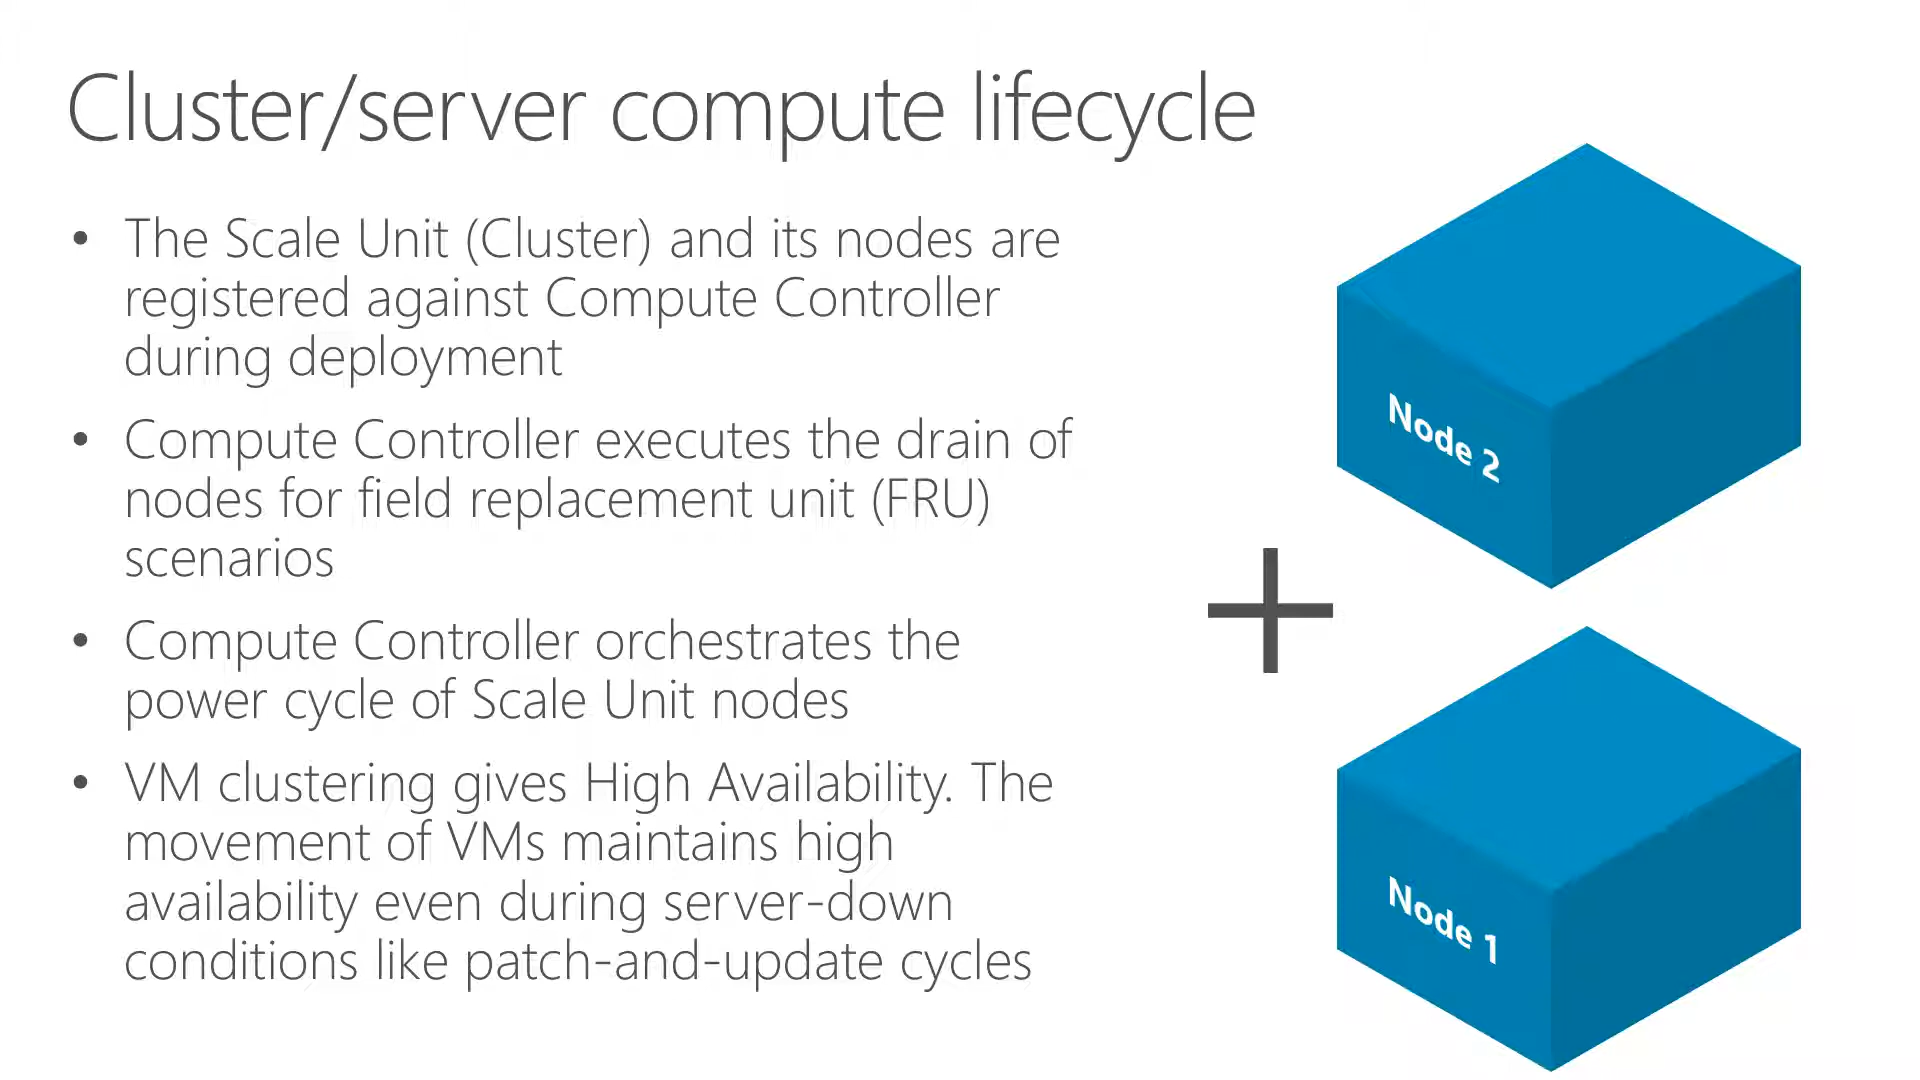 Cluster/server compute lifecycle
• The Scale Unit (Cluster) and its nodes are
registered against Compute Controller
during deployment
• Compute Controller executes the drain of
nodes for field replacement unit (FRU)
scenarios
• Compute Controller orchestrates the
power cycle of Scale Unit nodes
• VM clustering gives High Availability. The
movement of VMs maintains high
availability even during server-down
conditions like patch-and-update cycles
Node 2
Node 1